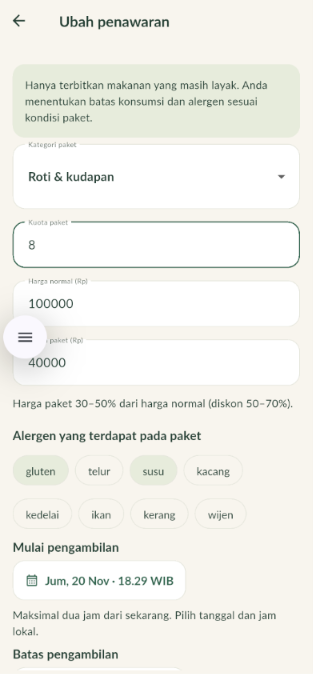 Ubah penawaran
Hanya terbitkan makanan yang masih layak. Anda
menentukan batas konsumsi dan alergen sesuai
kondisi paket.
Kategori paket
Roti & kudapan
Kuota paket
8
Harga normal (Rp)
100000
paket (Rp)
40000
Harga paket 30–50% dari harga normal (diskon 50–70%).
Alergen yang terdapat pada paket
gluten telur susu kacang
kedelai ikan kerang wijen
Mulai pengambilan
Jum, 20 Nov · 18.29 WIB
Maksimal dua jam dari sekarang. Pilih tanggal dan jam
lokal.
Batas pengambilan